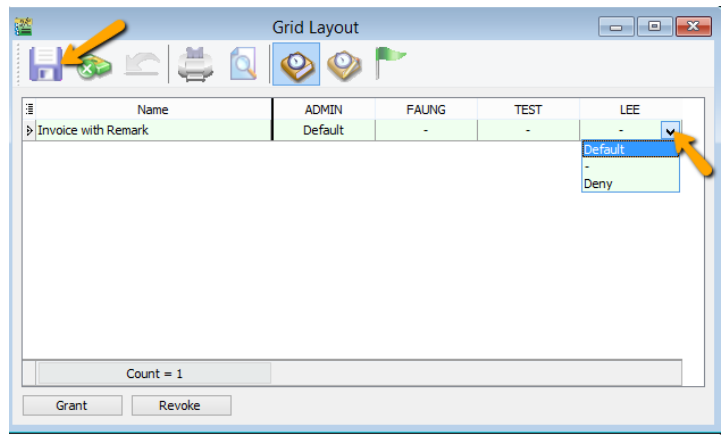 Grid Layout
Name ADMIN FAUNG TEST LEE
Invoice with Remark Default - - -
Default
-
Deny
Count = 1
Grant Revoke